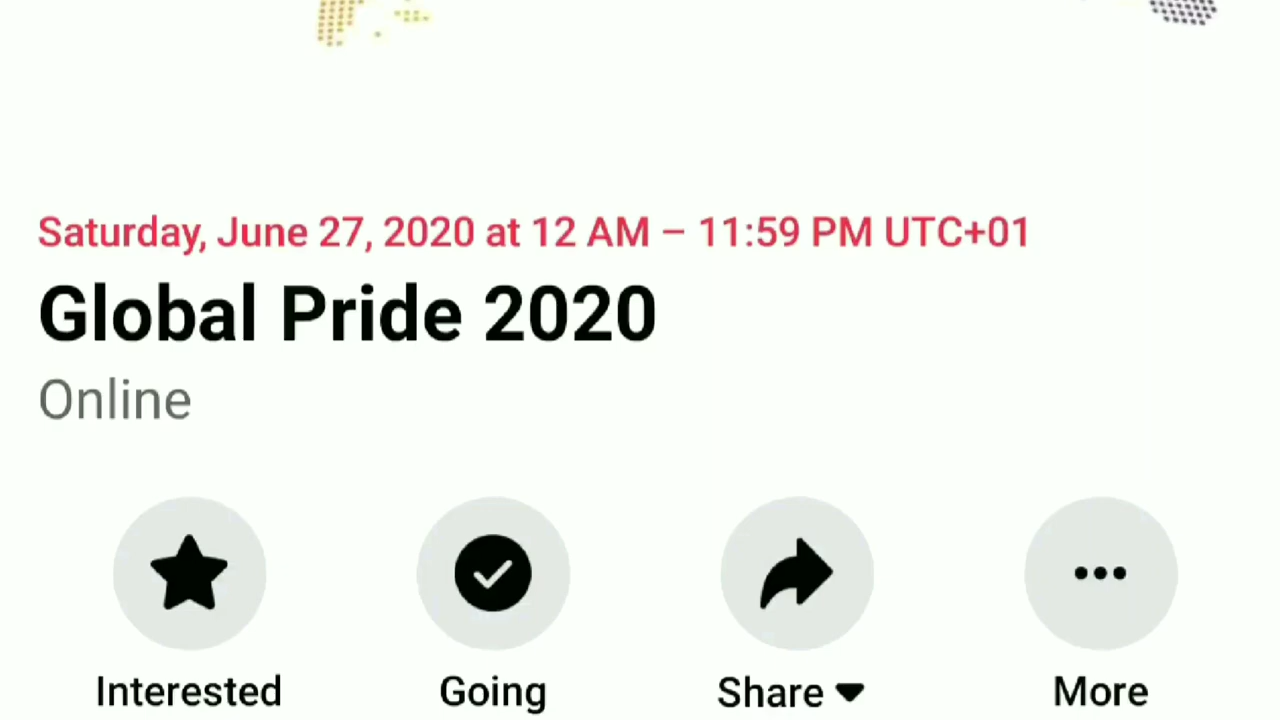 Saturday, June 27, 2020 at 12 AM – 11:59 PM UTC+01
Global Pride 2020
Online
Interested Going Share More